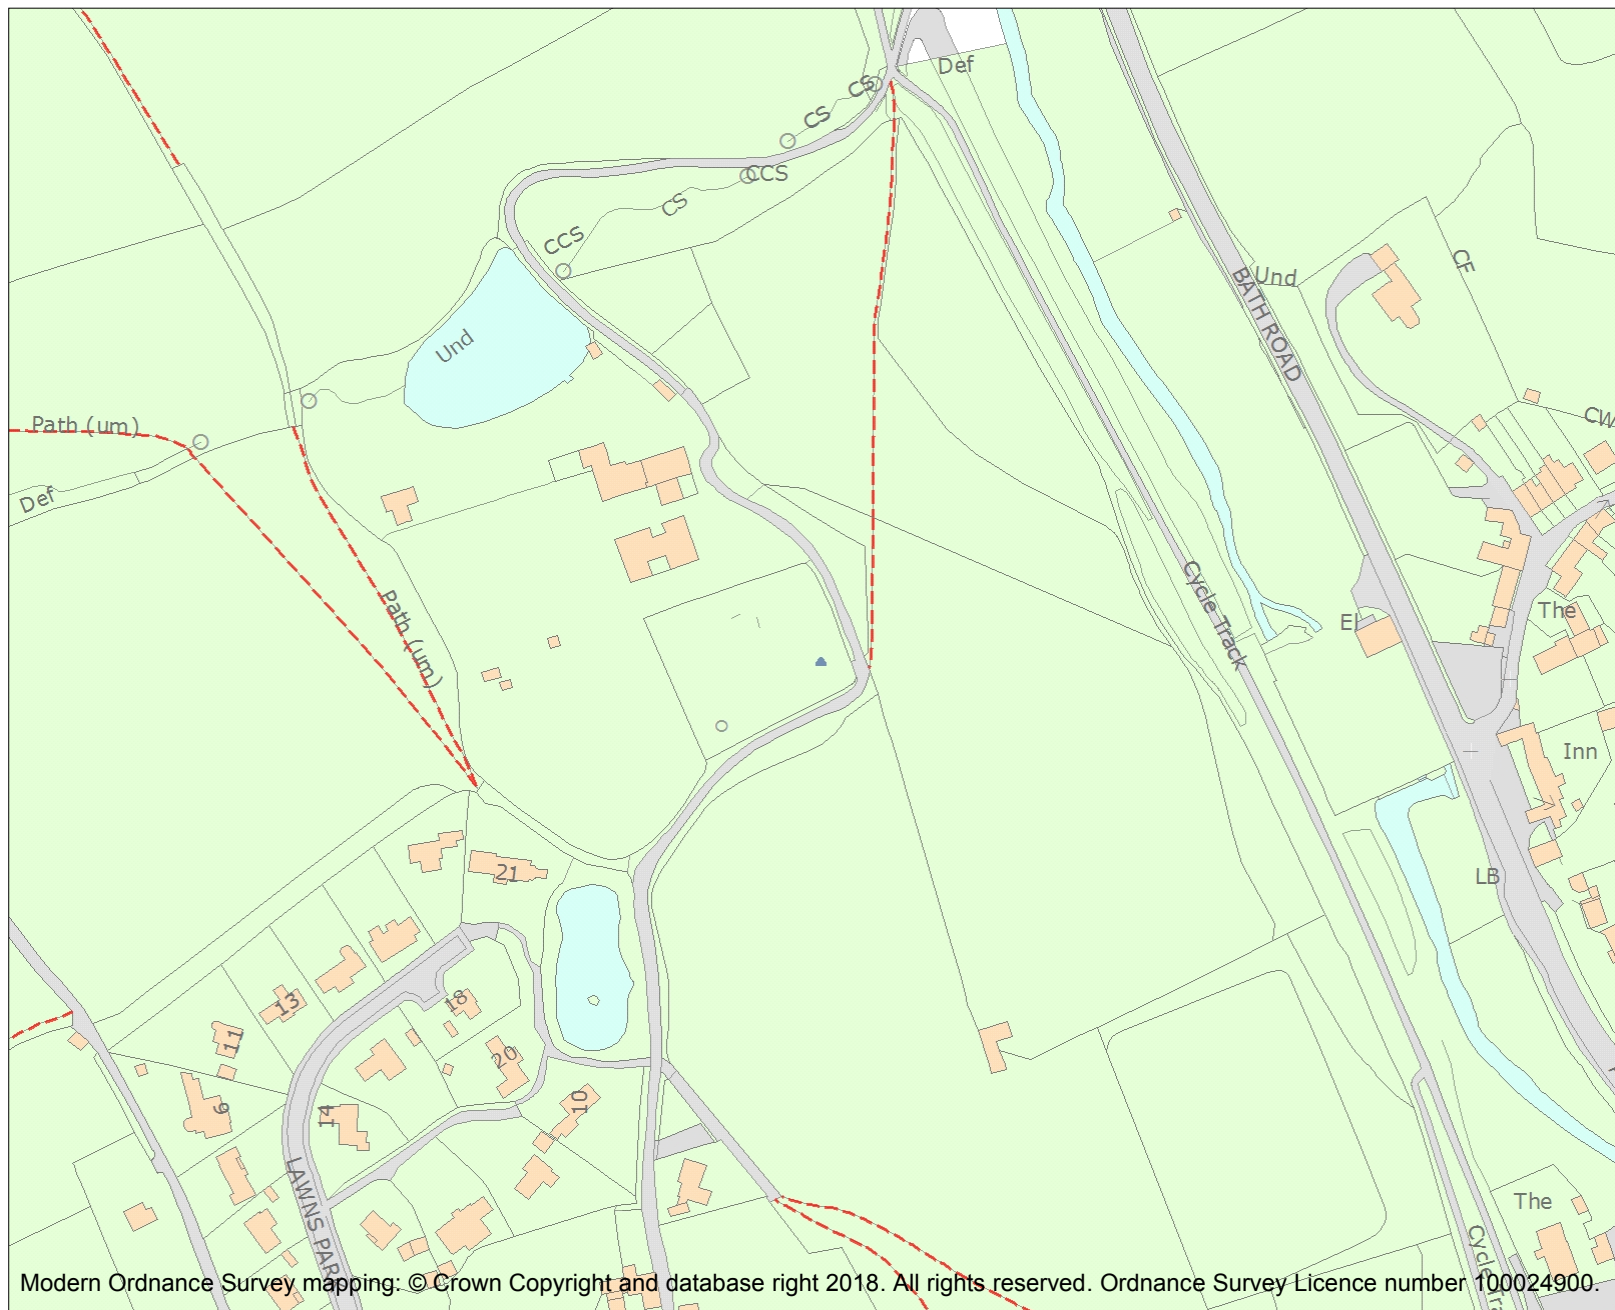 Def
CS
CS
CCS
CS
CCS
Und
Und
CF
BATH ROAD
Path (um)
CW
Def
Path (um)
Cycle Track
El
The
Inn
21
LB
13
18
11
20
9
14
10
LAWNS PAR
The
Cycle Tra
Modern Ordnance Survey mapping: © Crown Copyright and database right 2018. All rights reserved. Ordnance Survey Licence number 100024900.